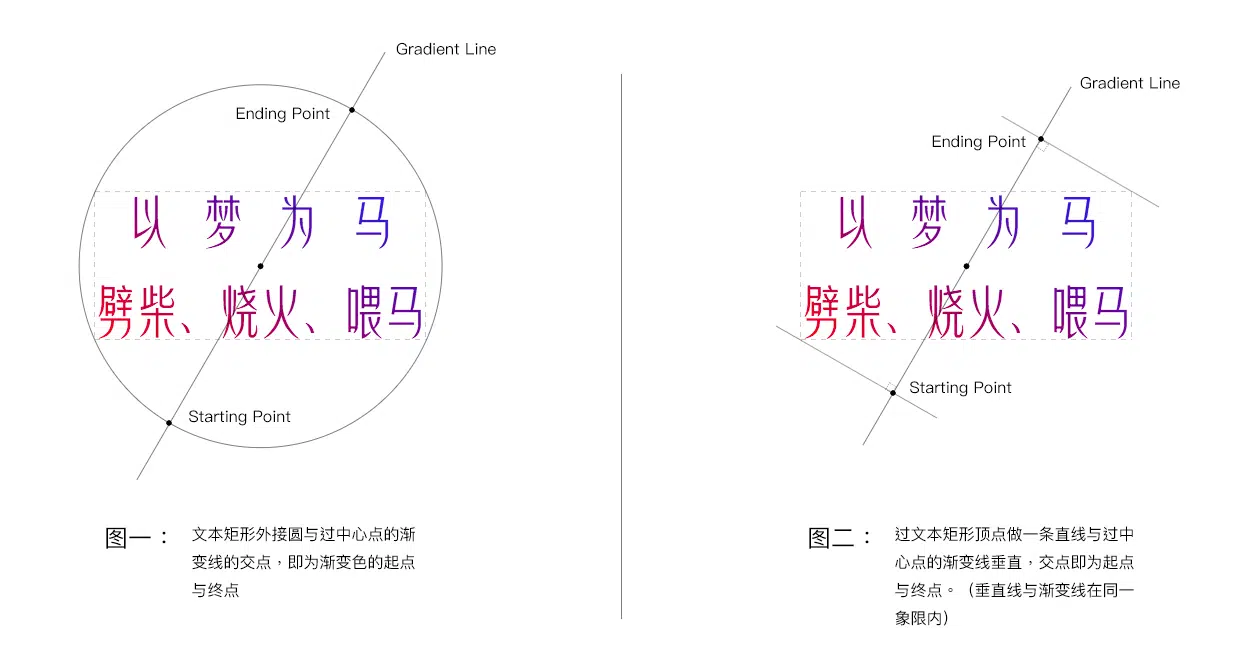 Gradient Line
Ending Point
以 梦 为 马
劈柴、烧火、喂马
Starting Point
图一：
文本矩形外接圆与过中心点的渐
变线的交点，即为渐变色的起点
与终点
Gradient Line
Ending Point
以 梦 为 马
劈柴、烧火、喂马
Starting Point
图二：
过文本矩形顶点做一条直线与过中
心点的渐变线垂直，交点即为起点
与终点。（垂直线与渐变线在同一
象限内）